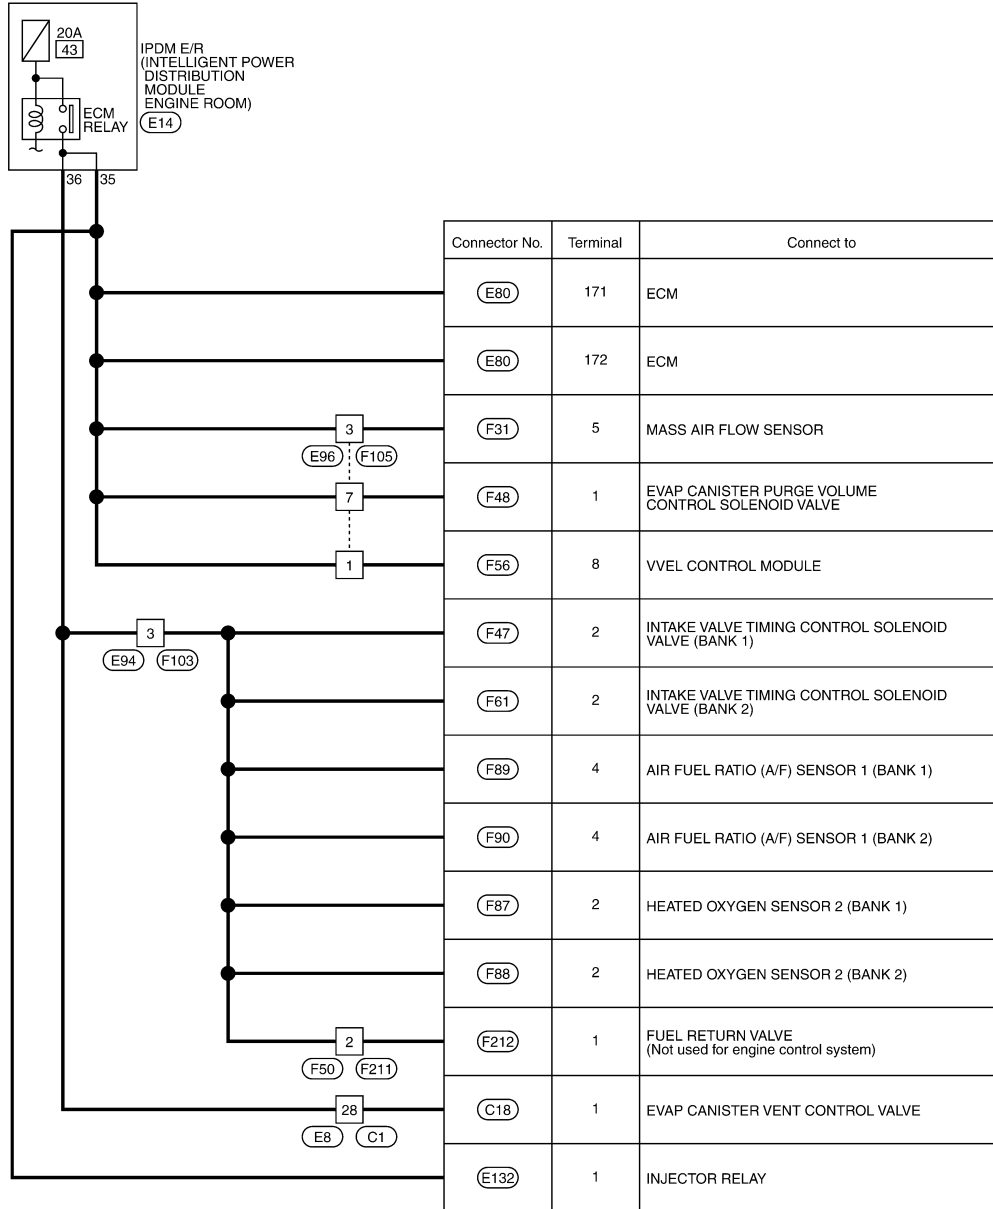 20A
43
IPDM E/R
(INTELLIGENT POWER
DISTRIBUTION
MODULE
ENGINE ROOM)
E14
ECM
RELAY
36 35
Connector No. Terminal Connect to
E80 171 ECM
E80 172 ECM
3 F31 5 MASS AIR FLOW SENSOR
E96 F105
7 F48 1 EVAP CANISTER PURGE VOLUME
CONTROL SOLENOID VALVE
1 F56 8 VVEL CONTROL MODULE
3 F47 2 INTAKE VALVE TIMING CONTROL SOLENOID
VALVE (BANK 1)
E94 F103
F61 2 INTAKE VALVE TIMING CONTROL SOLENOID
VALVE (BANK 2)
F89 4 AIR FUEL RATIO (A/F) SENSOR 1 (BANK 1)
F90 4 AIR FUEL RATIO (A/F) SENSOR 1 (BANK 2)
F87 2 HEATED OXYGEN SENSOR 2 (BANK 1)
F88 2 HEATED OXYGEN SENSOR 2 (BANK 2)
2 F212 1 FUEL RETURN VALVE
(Not used for engine control system)
F50 F211
28 C18 1 EVAP CANISTER VENT CONTROL VALVE
E8 C1
E132 1 INJECTOR RELAY